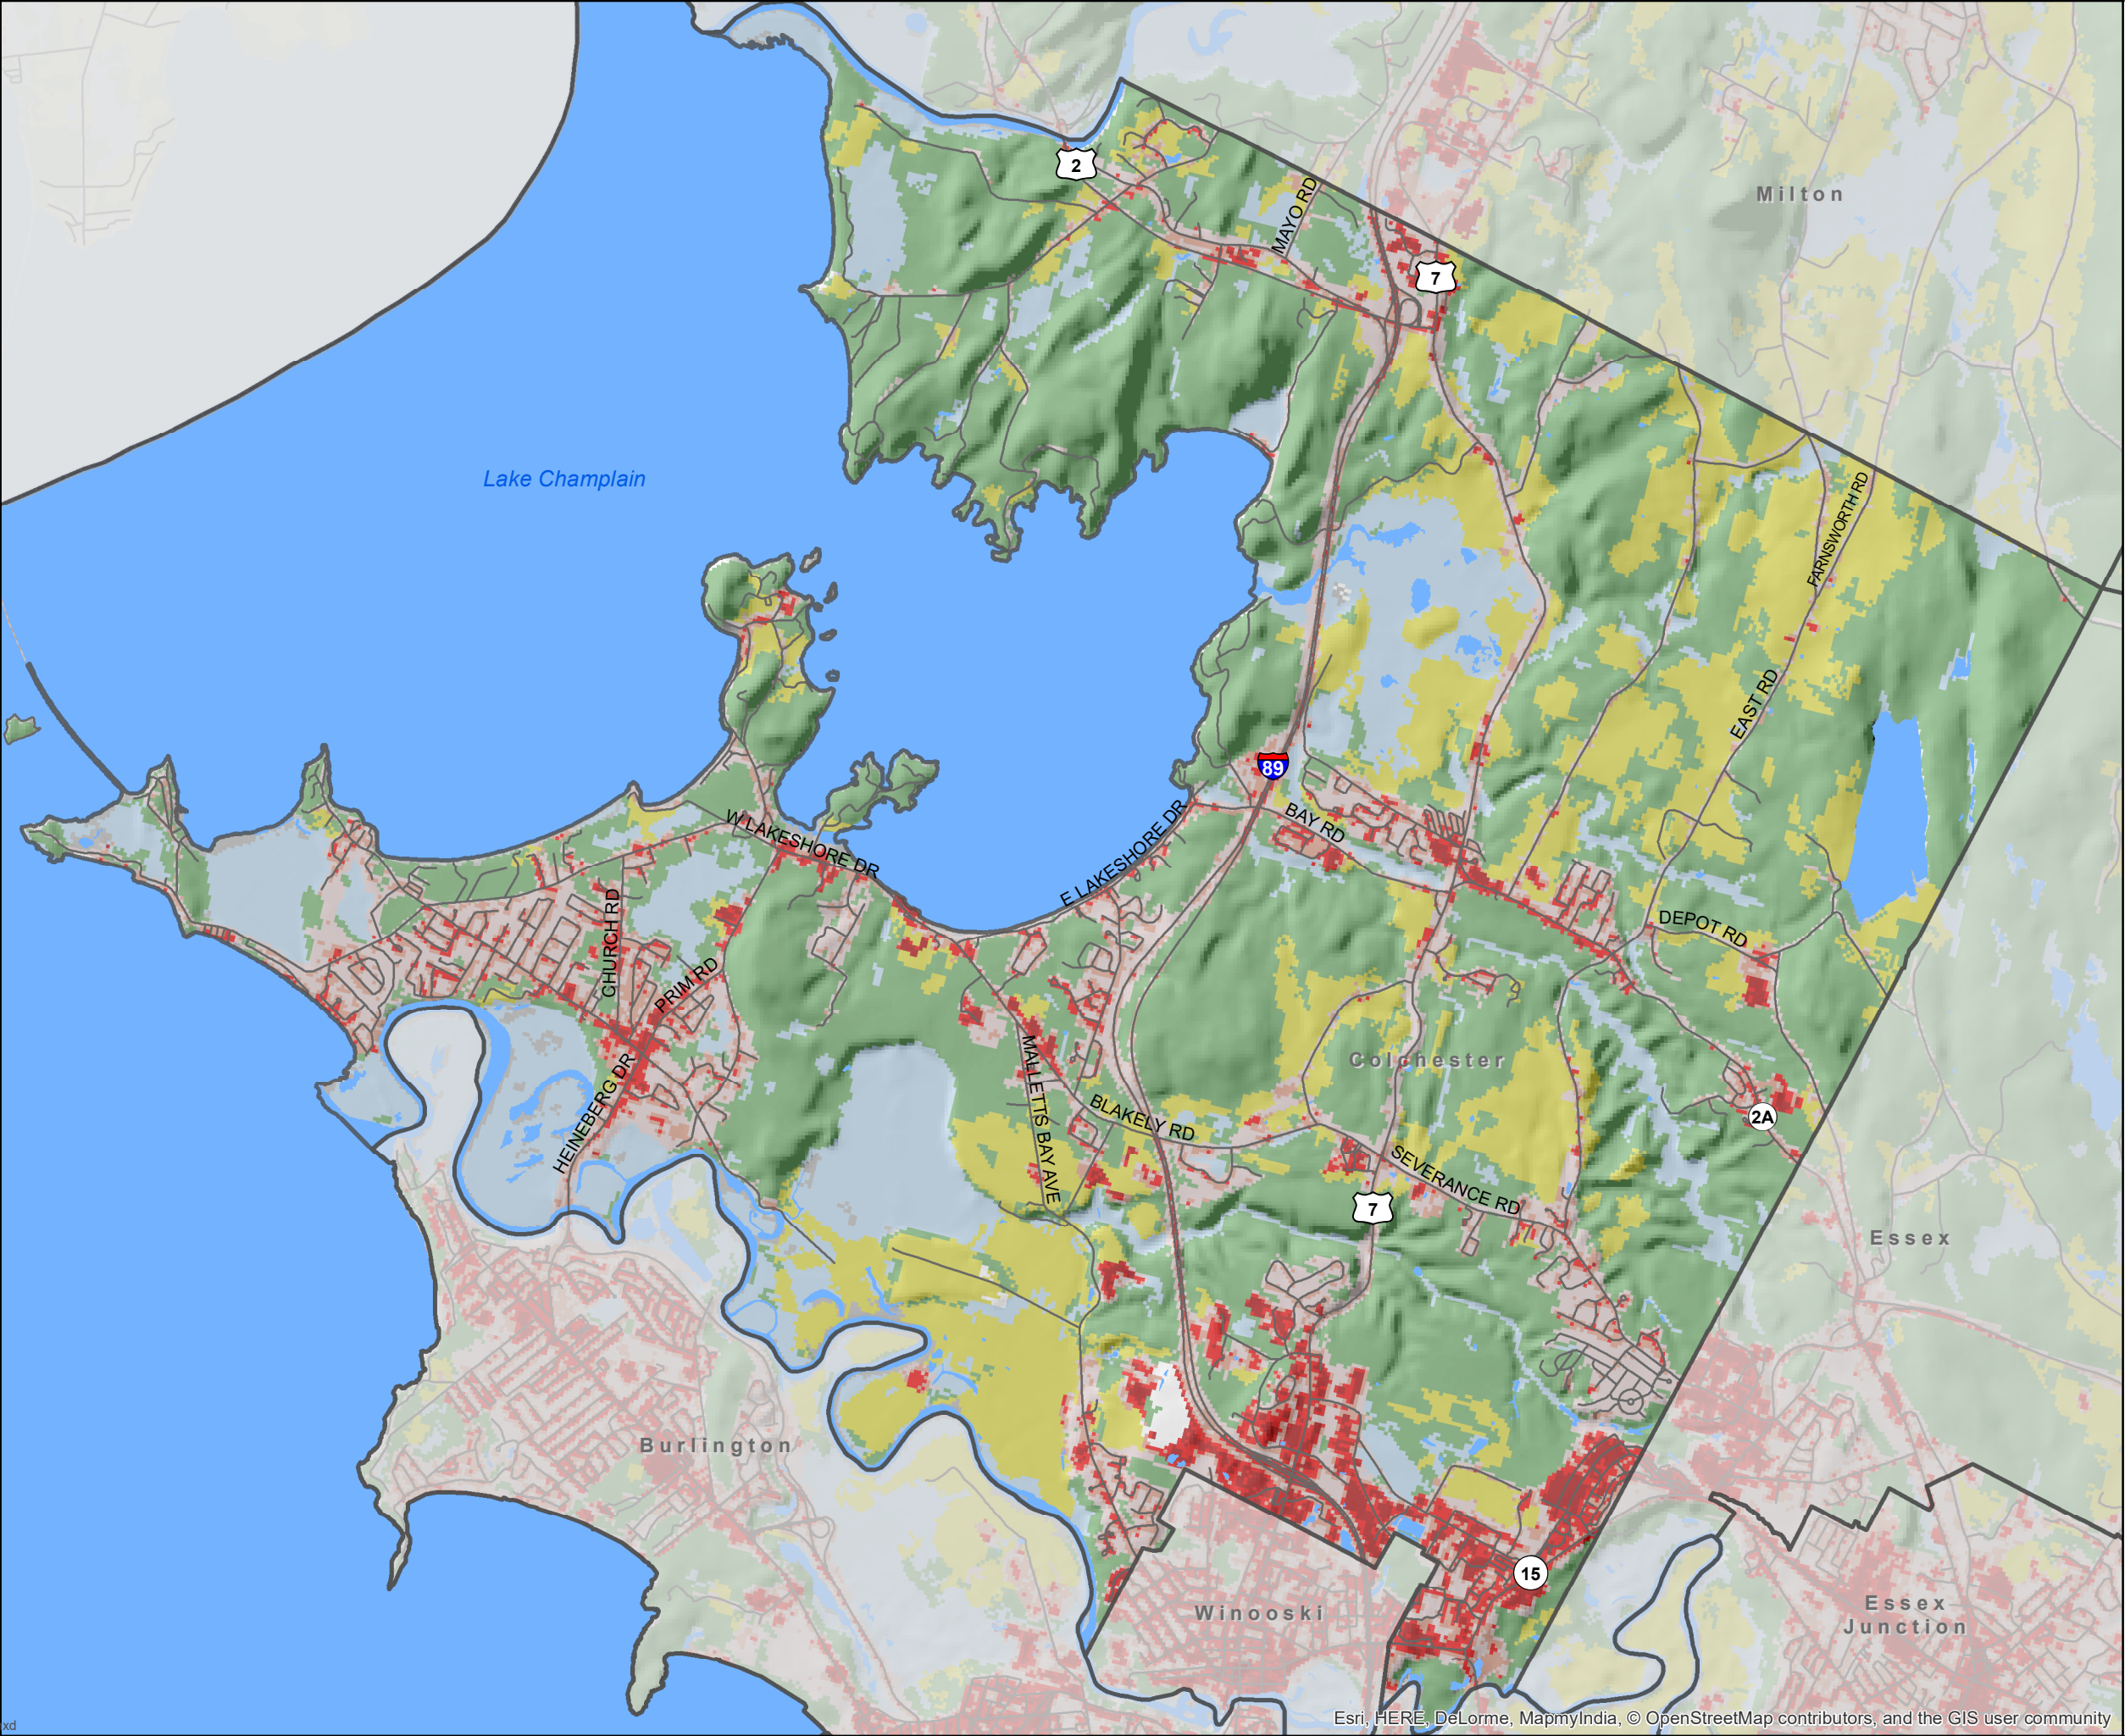 2
MAYO RD
Milton
7
Lake Champlain
FARNSWORTH RD
EAST RD
89
W LAKESHORE DR
E LAKESHORE DR
BAY RD
CHURCH RD
PRIM RD
DEPOT RD
HEINEBERG DR
MALLETTS BAY AVE
BLAKELY RD
Colchester
2A
SEVERANCE RD
7
Essex
Burlington
15
Winooski
Essex
Junction
xd
Esri, HERE, DeLorme, MapmyIndia, © OpenStreetMap contributors, and the GIS user community